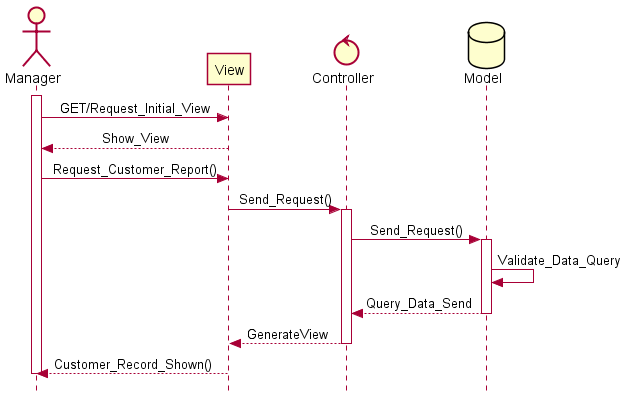 Manager
View
Controller
Model
GET/Request_Initial_View
Show_View
Request_Customer_Report()
Send_Request()
Send_Request()
Validate_Data_Query
Query_Data_Send
GenerateView
Customer_Record_Shown()